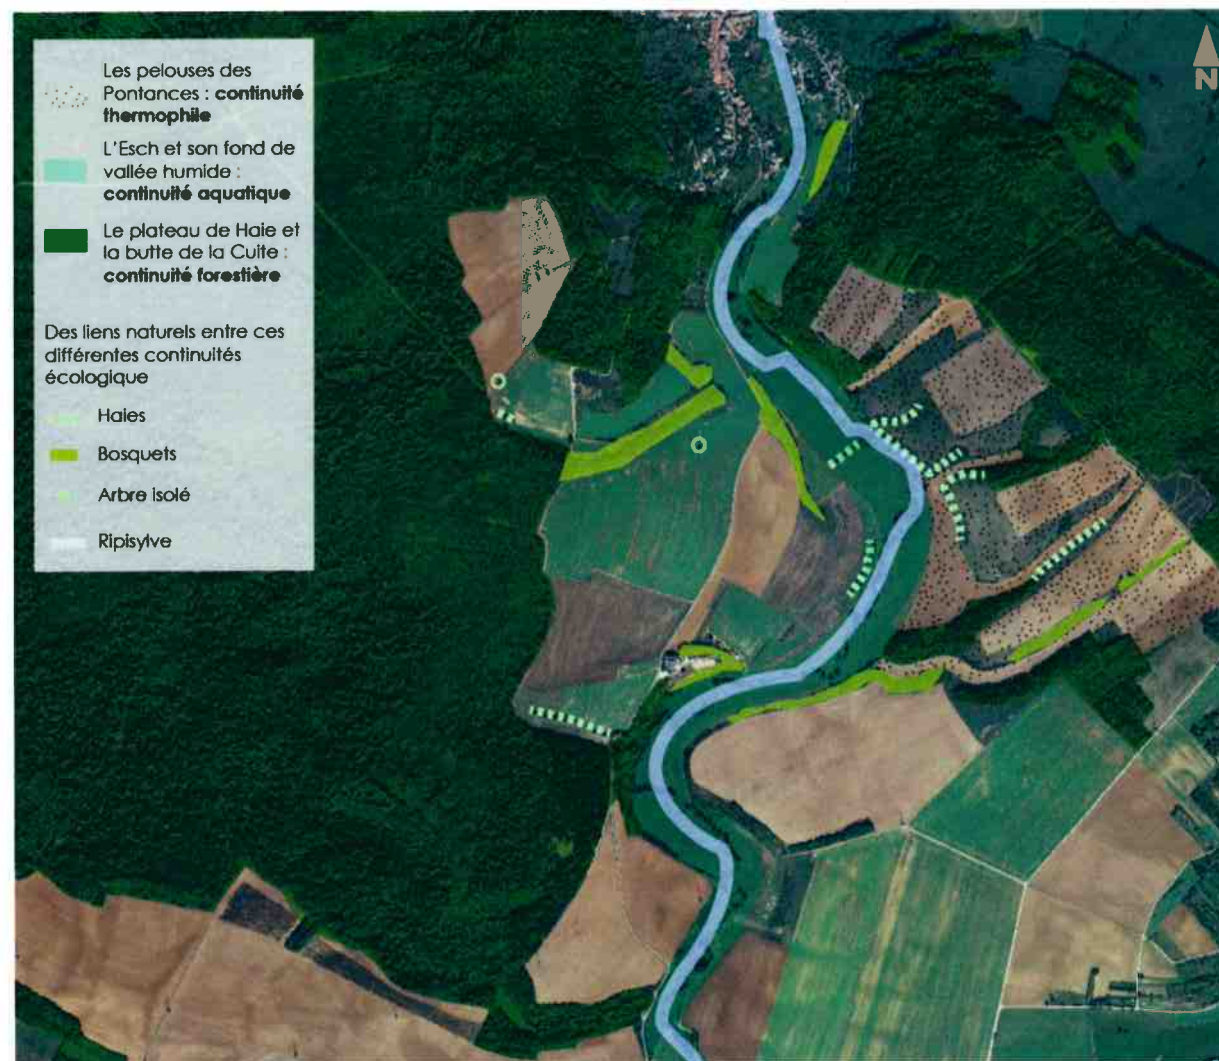 Les pelouses des
Pontances : continuité
thermophile
L'Esch et son fond de
vallée humide :
continuité aquatique
Le plateau de Haie et
la butte de la Cuite :
continuité forestière
Des liens naturels entre ces
différentes continuités
écologique
Haies
Bosquets
Arbre isolé
Ripisylve
N